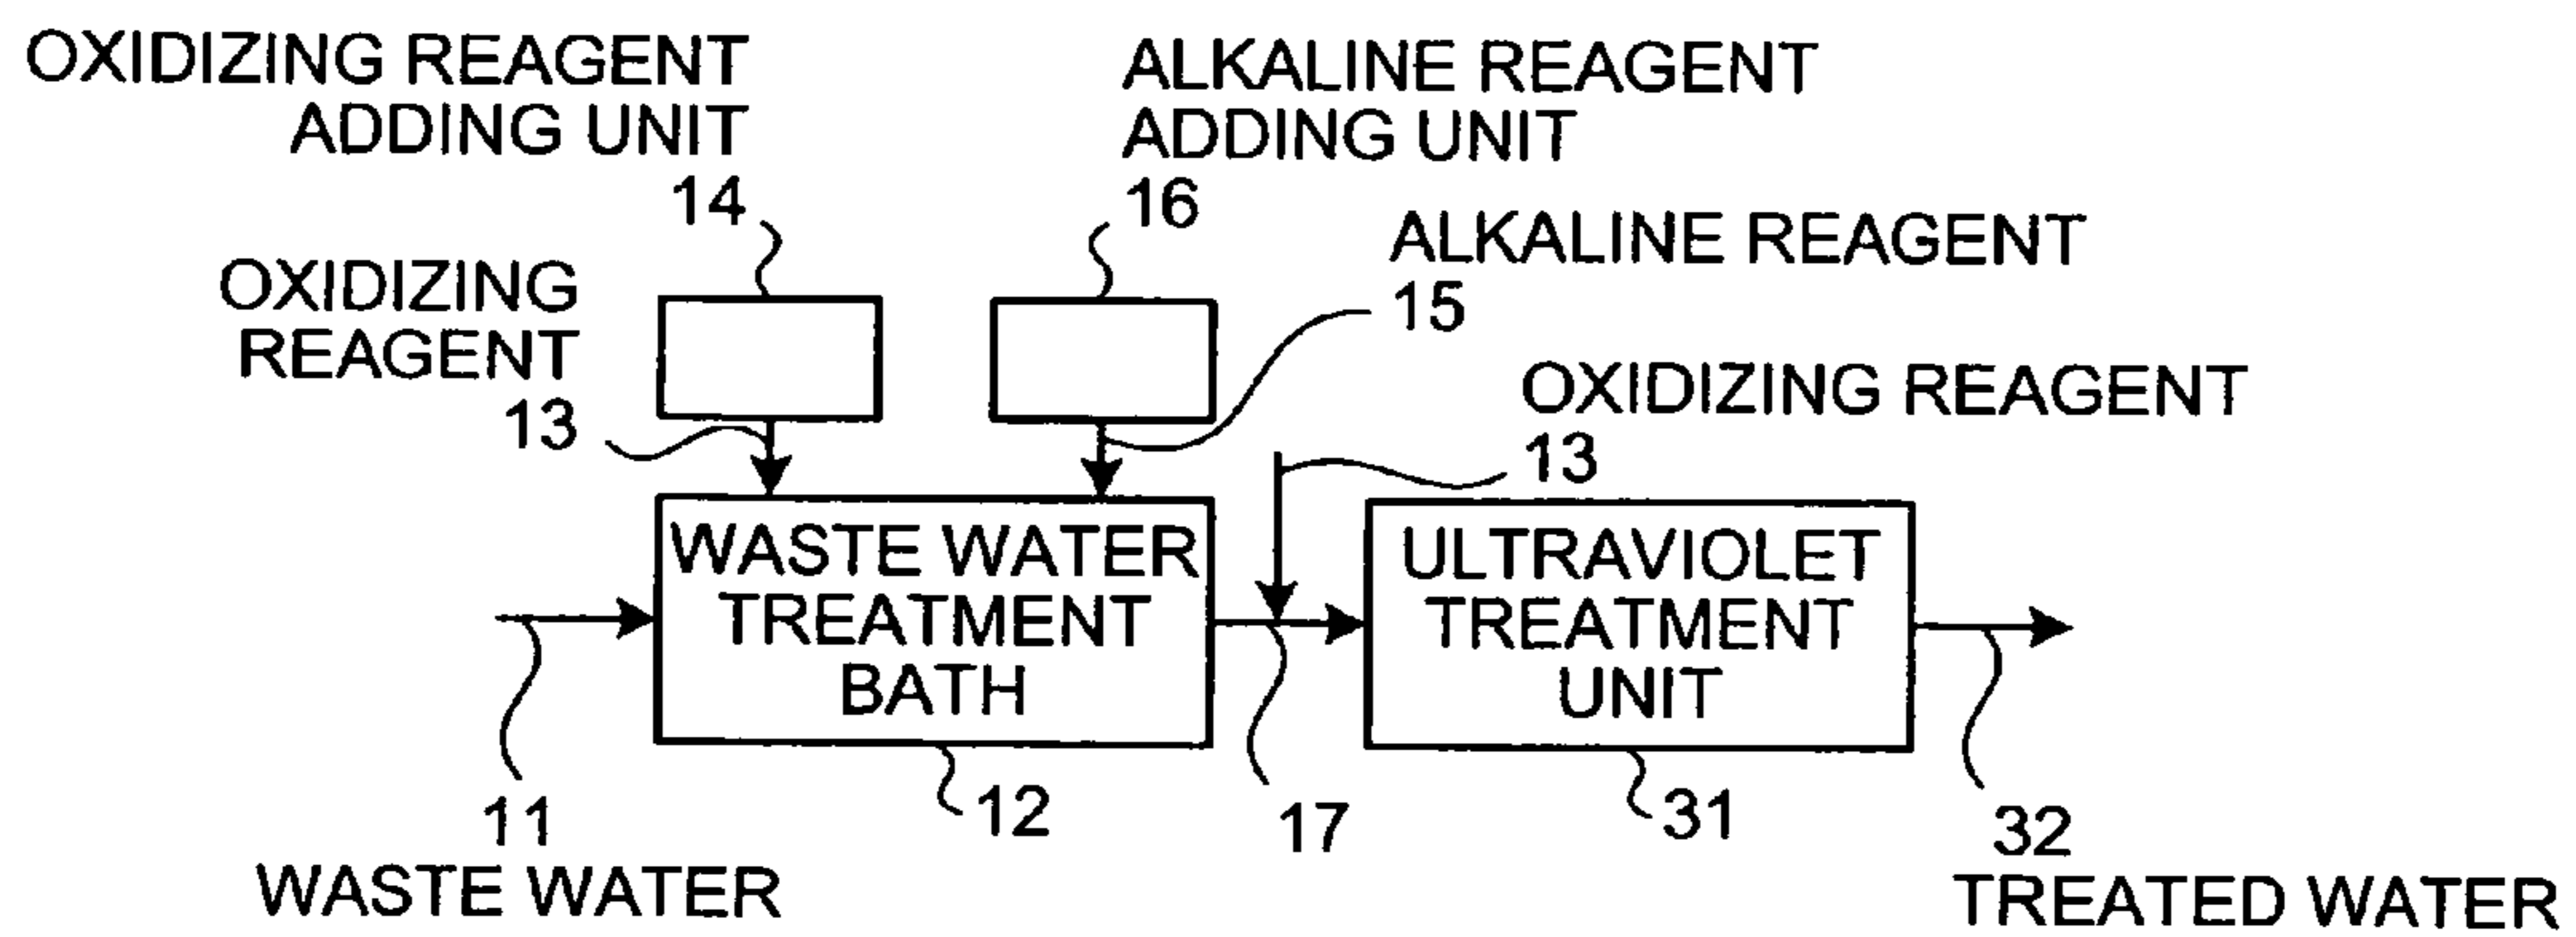 OXIDIZING REAGENT
ADDING UNIT
14
ALKALINE REAGENT
ADDING UNIT
16
ALKALINE REAGENT
15
OXIDIZING
REAGENT
13
OXIDIZING REAGENT
13
WASTE WATER
TREATMENT
BATH
ULTRAVIOLET
TREATMENT
UNIT
11
WASTE WATER
12
17
31
32
TREATED WATER